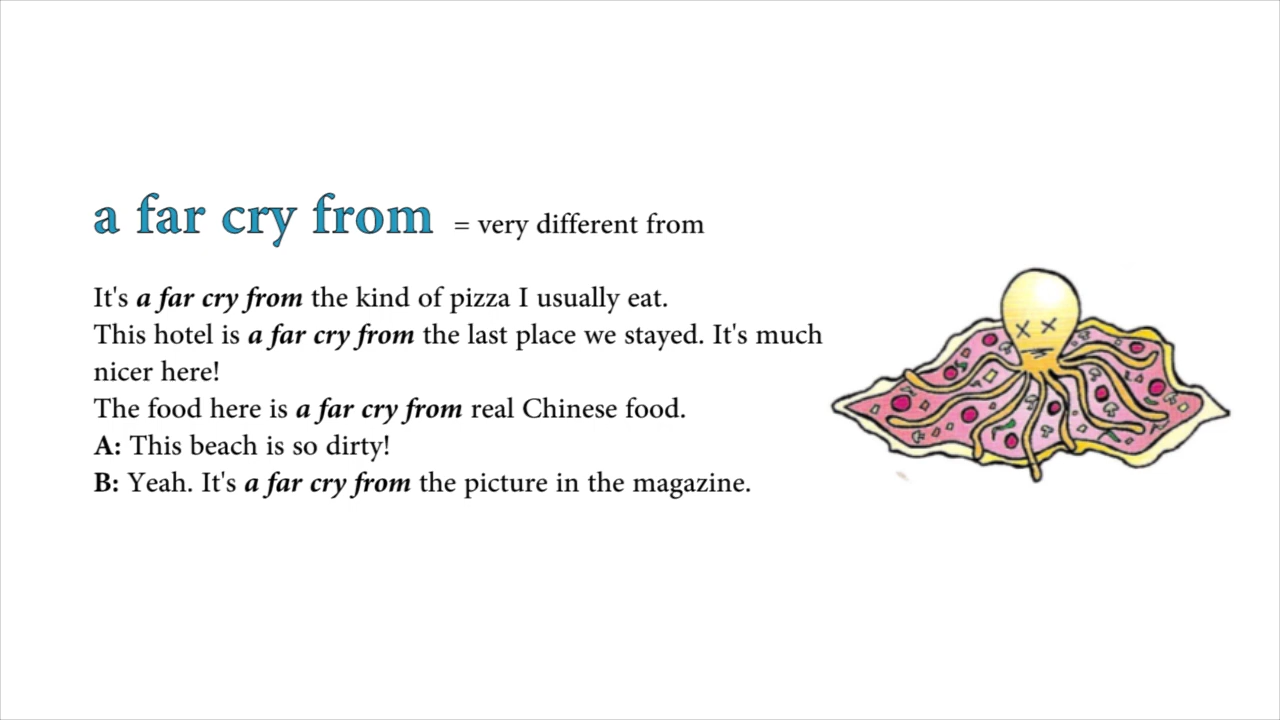 a far cry from = very different from
It's a far cry from the kind of pizza I usually eat.
This hotel is a far cry from the last place we stayed. It's much
nicer here!
The food here is a far cry from real Chinese food.
A: This beach is so dirty!
B: Yeah. It's a far cry from the picture in the magazine.